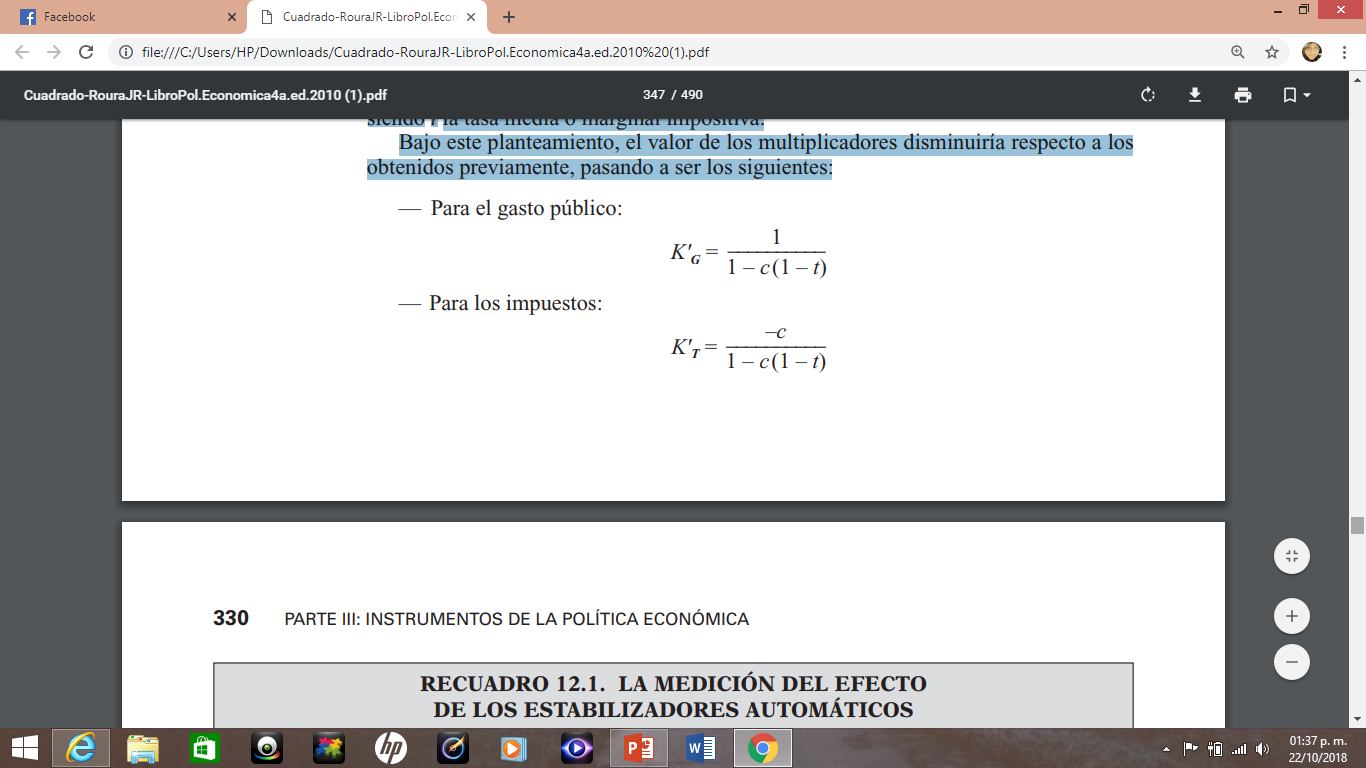 Facebook
Cuadrado-RouraJR-LibroPol.Econ
file:///C:/Users/HP/Downloads/Cuadrado-RouraJR-LibroPol.Economica4a.ed.2010%20(1).pdf
Cuadrado-RouraJR-LibroPol.Economica4a.ed.2010 (1).pdf
347 / 490
siendo t la tasa media o marginal impositiva.
Bajo este planteamiento, el valor de los multiplicadores disminuiría respecto a los
obtenidos previamente, pasando a ser los siguientes:
— Para el gasto público:
K'G = 1 / 1 – c (1 – t)
— Para los impuestos:
K'T = –c / 1 – c (1 – t)
330 PARTE III: INSTRUMENTOS DE LA POLÍTICA ECONÓMICA
RECUADRO 12.1. LA MEDICIÓN DEL EFECTO
DE LOS ESTABILIZADORES AUTOMÁTICOS
01:37 p. m.
22/10/2018